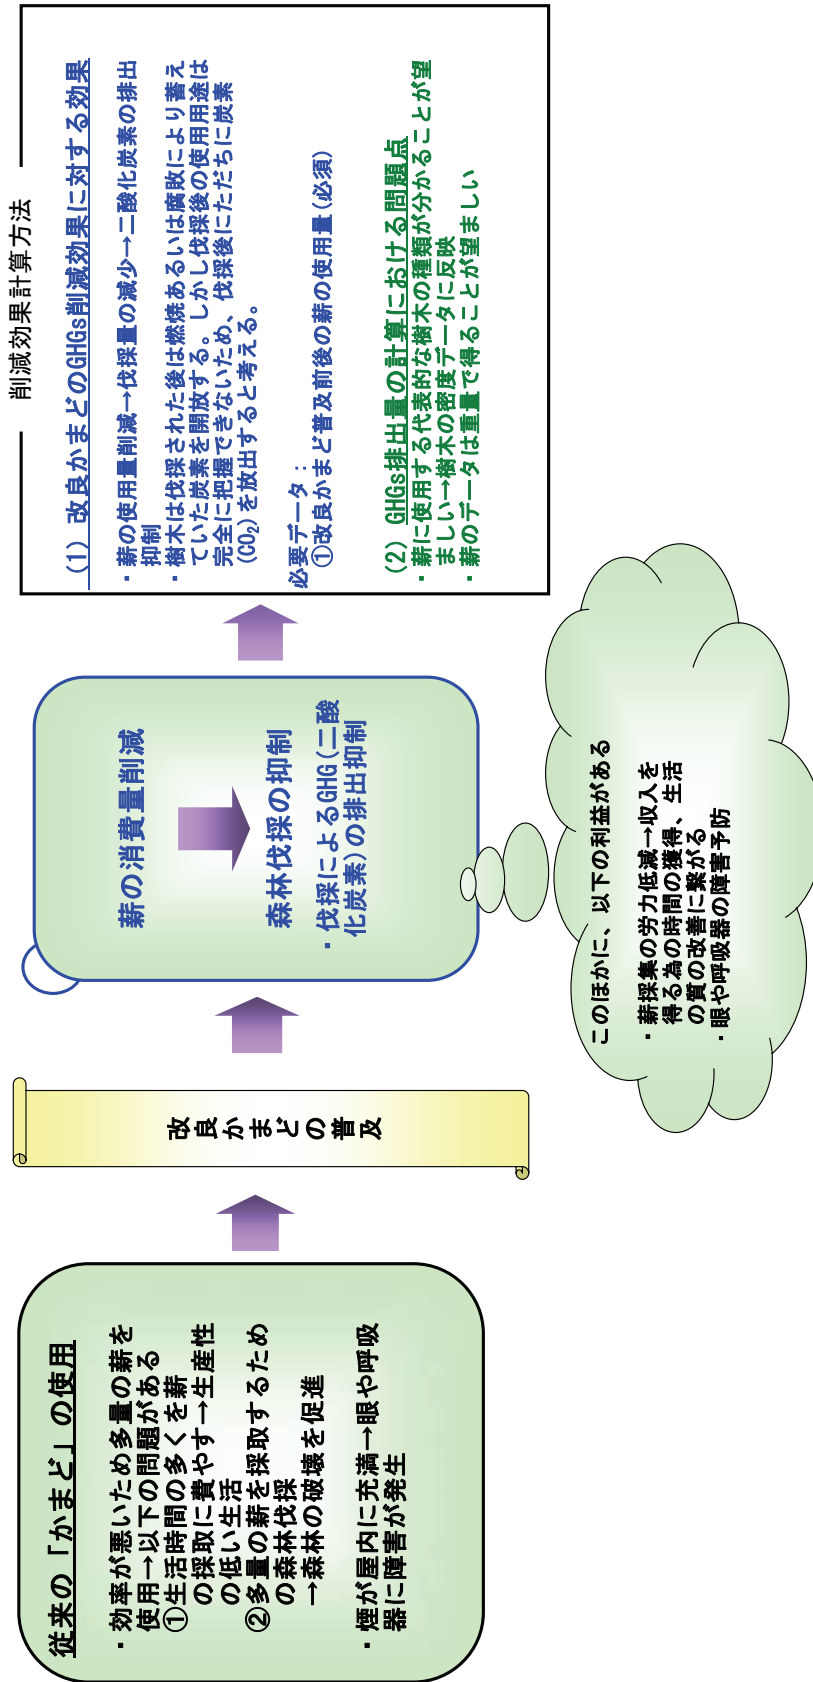 従来の「かまど」の使用
・効率が悪いため多量の薪を
使用→以下の問題がある
①生活時間の多くを薪
の採取に費やす→生産性
の低い生活
②多量の薪を採取するため
の森林伐採
→森林の破壊を促進
・煙が屋内に充満→眼や呼吸
器に障害が発生
改良かまどの普及
薪の消費量削減
森林伐採の抑制
・伐採によるGHG(二酸
化炭素)の排出抑制
このほかに、以下の利益がある
・薪採集の労力低減→収入を
得る為の時間の獲得、生活
の質の改善に繋がる
・眼や呼吸器の障害予防
削減効果計算方法
(1) 改良かまどのGHGs削減効果に対する効果
・薪の使用量削減→伐採量の減少→二酸化炭素の排出
抑制
・樹木は伐採された後は燃焼あるいは腐敗により蓄え
ていた炭素を開放する。しかし伐採後の使用用途は
完全に把握できないため、伐採後にただちに炭素
(CO₂)を放出すると考える。
必要データ：
①改良かまど普及前後の薪の使用量(必須)
(2) GHGs排出量の計算における問題点
・薪に使用する代表的な樹木の種類が分かることが望
ましい→樹木の密度データに反映
・薪のデータは重量で得ることが望ましい